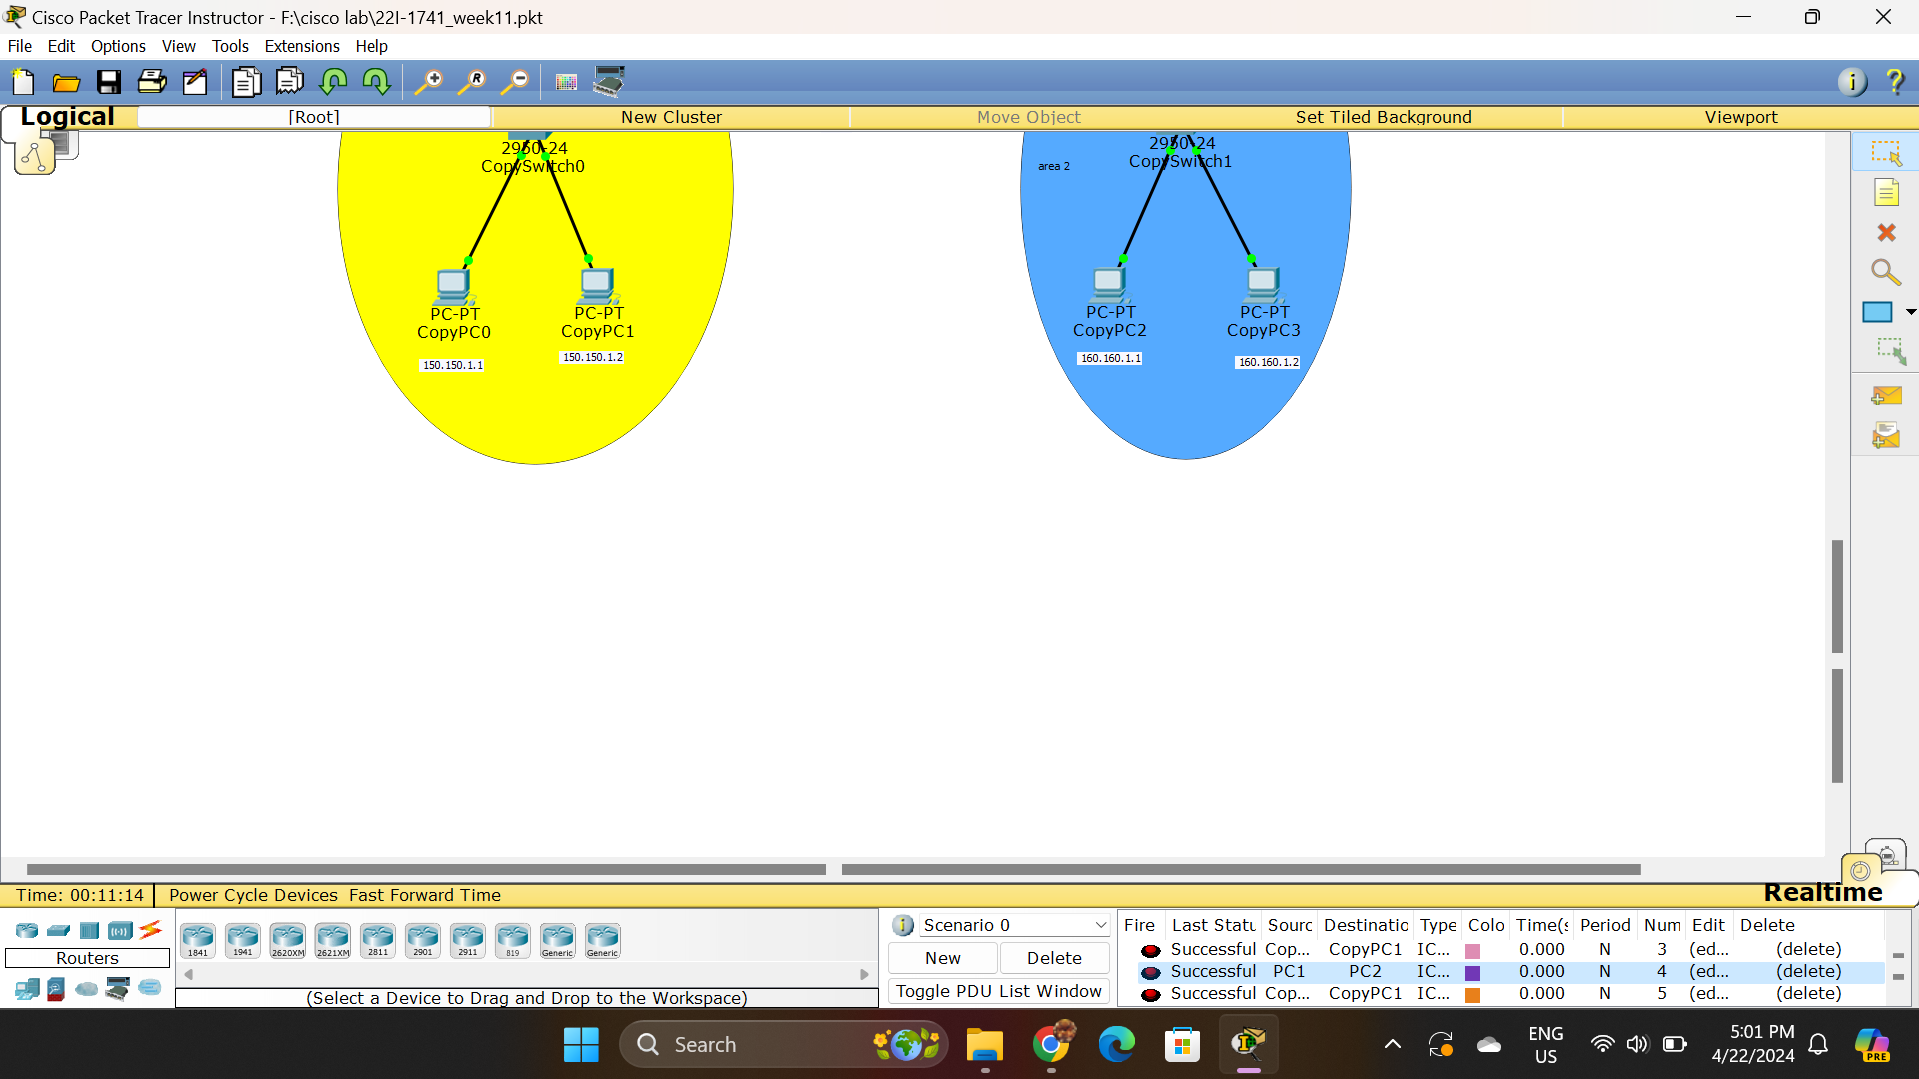 Cisco Packet Tracer Instructor - F:\cisco lab\22I-1741_week11.pkt
File Edit Options View Tools Extensions Help
Logical [Root] New Cluster Move Object Set Tiled Background Viewport
2950-24
CopySwitch0
2950-24
CopySwitch1
area 2
PC-PT
CopyPC0
PC-PT
CopyPC1
PC-PT
CopyPC2
PC-PT
CopyPC3
150.150.1.1
150.150.1.2
160.160.1.1
160.160.1.2
Time: 00:11:14 Power Cycle Devices Fast Forward Time Realtime
Routers
1841 1941 2620XM 2621XM 2811 2901 2911 819 Generic Generic
(Select a Device to Drag and Drop to the Workspace)
Scenario 0
New Delete
Toggle PDU List Window
Fire Last Statu Sourc Destinatio Type Colo Time(s Period Num Edit Delete
Successful Cop... CopyPC1 IC... 0.000 N 3 (ed... (delete)
Successful PC1 PC2 IC... 0.000 N 4 (ed... (delete)
Successful Cop... CopyPC1 IC... 0.000 N 5 (ed... (delete)
Search
ENG
US
5:01 PM
4/22/2024
PRE